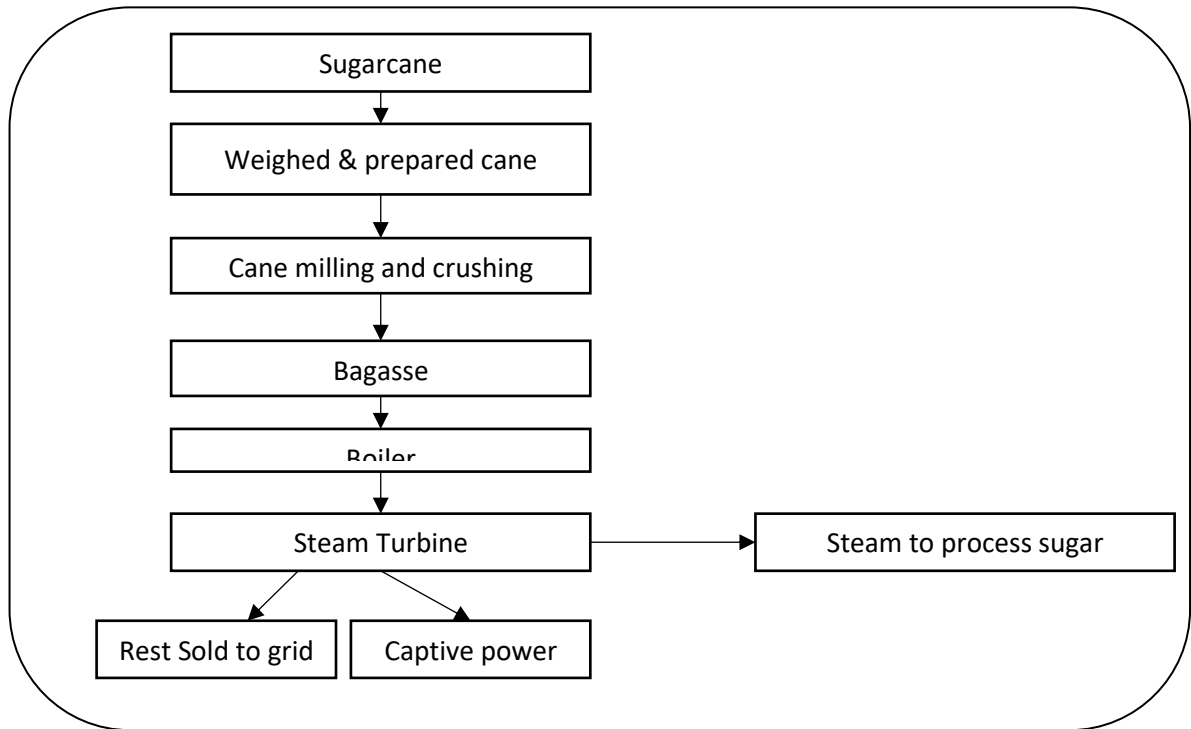 Sugarcane
Weighed & prepared cane
Cane milling and crushing
Bagasse
Boiler
Steam Turbine
Steam to process sugar
Rest Sold to grid
Captive power